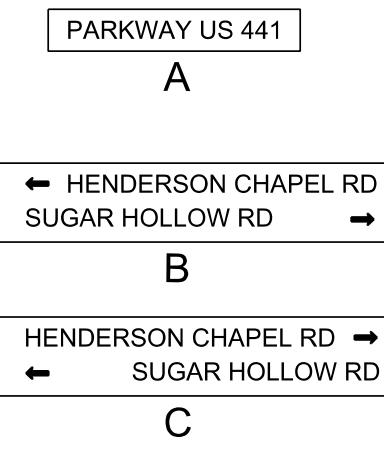 PARKWAY US 441
A
← HENDERSON CHAPEL RD
SUGAR HOLLOW RD →
B
HENDERSON CHAPEL RD →
← SUGAR HOLLOW RD
C